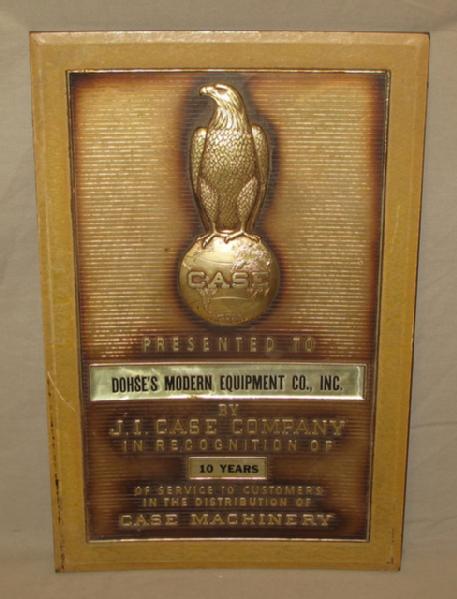 CASE
PRESENTED TO
DOHSE'S MODERN EQUIPMENT CO., INC.
BY
J.I. CASE COMPANY
IN RECOGNITION OF
10 YEARS
OF SERVICE TO CUSTOMERS
IN THE DISTRIBUTION OF
CASE MACHINERY